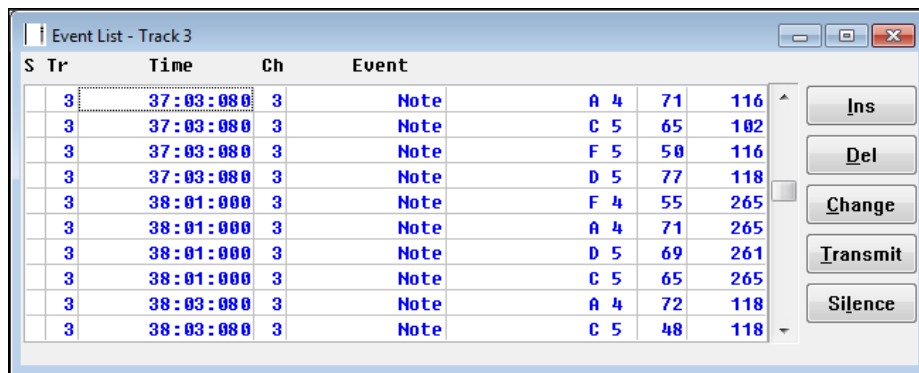 Event List - Track 3
S Tr Time Ch Event
3 37:03:080 3 Note A 4 71 116
3 37:03:080 3 Note C 5 65 102
3 37:03:080 3 Note F 5 50 116
3 37:03:080 3 Note D 5 77 118
3 38:01:000 3 Note F 4 55 265
3 38:01:000 3 Note A 4 71 265
3 38:01:000 3 Note D 5 69 261
3 38:01:000 3 Note C 5 65 265
3 38:03:080 3 Note A 4 72 118
3 38:03:080 3 Note C 5 48 118
Ins
Del
Change
Transmit
Silence